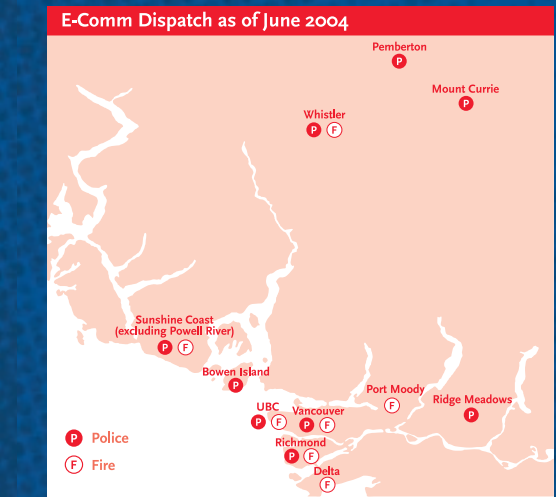 E-Comm Dispatch as of June 2004
Pemberton
P
Mount Currie
P
Whistler
P F
Sunshine Coast
(excluding Powell River)
P F
Bowen Island
P
Port Moody
F
Ridge Meadows
P
UBC
P F
Vancouver
P F
Richmond
P F
Delta
F
P Police
F Fire